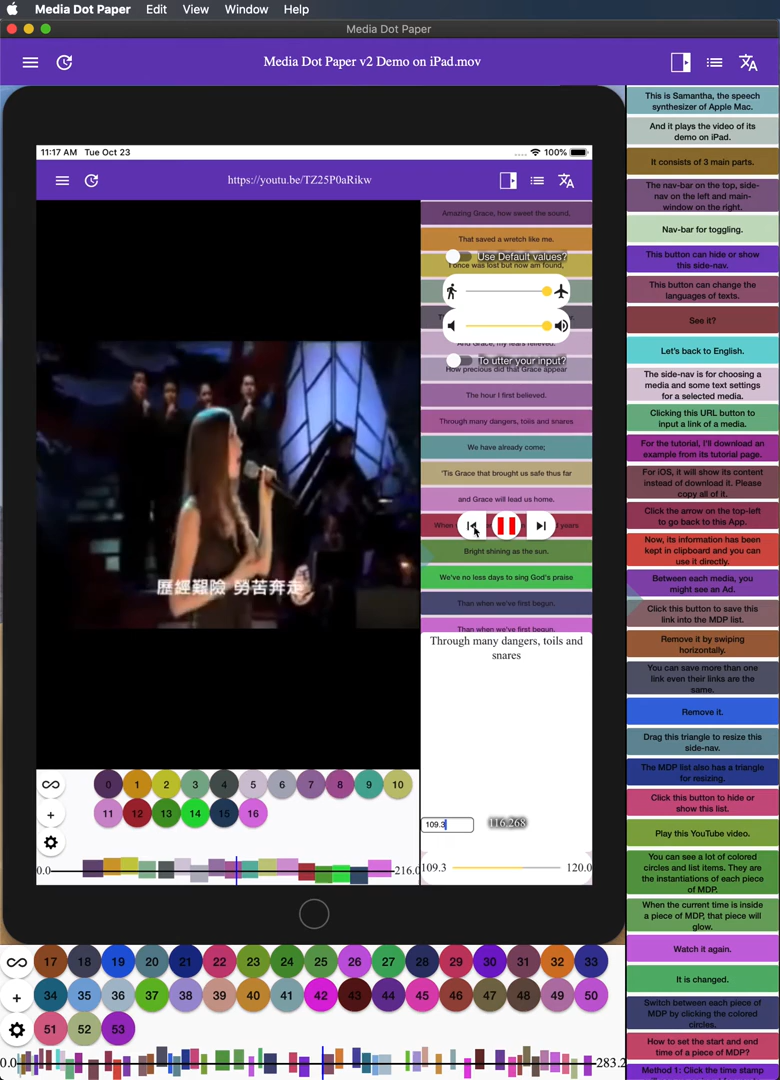 Media Dot Paper Edit View Window Help
Media Dot Paper
Media Dot Paper v2 Demo on iPad.mov
11:17 AM Tue Oct 23
100%
https://youtu.be/TZ25P0aRikw
Amazing Grace, how sweet the sound,
That saved a wretch like me.
Use Default values?
I once was lost but now am found,
And Grace, my fears relieved.
To utter your input?
How precious did that Grace appear
The hour I first believed.
Through many dangers, toils and snares
We have already come;
'Tis Grace that brought us safe thus far
and Grace will lead us home.
When
years
Bright shining as the sun.
We've no less days to sing God's praise
Than when we've first begun.
Than when we've first begun.
歷經艱險 勞苦奔走
Through many dangers, toils and
snares
109.3
116.268
109.3
120.0
0 1 2 3 4 5 6 7 8 9 10
+ 11 12 13 14 15 16
0.0
216.0
17 18 19 20 21 22 23 24 25 26 27 28 29 30 31 32 33
+ 34 35 36 37 38 39 40 41 42 43 44 45 46 47 48 49 50
51 52 53
0.0
283.2
This is Samantha, the speech
synthesizer of Apple Mac.
And it plays the video of its
demo on iPad.
It consists of 3 main parts.
The nav-bar on the top, side-
nav on the left and main-
window on the right.
Nav-bar for toggling.
This button can hide or show
this side-nav.
This button can change the
languages of texts.
See it?
Let's back to English.
The side-nav is for choosing a
media and some text settings
for a selected media.
Clicking this URL button to
input a link of a media.
For the tutorial, I'll download an
example from its tutorial page.
For iOS, it will show its content
instead of download it. Please
copy all of it.
Click the arrow on the top-left
to go back to this App.
Now, its information has been
kept in clipboard and you can
use it directly.
Between each media, you
might see an Ad.
Click this button to save this
link into the MDP list.
Remove it by swiping
horizontally.
You can save more than one
link even their links are the
same.
Remove it.
Drag this triangle to resize this
side-nav.
The MDP list also has a triangle
for resizing.
Click this button to hide or
show this list.
Play this YouTube video.
You can see a lot of colored
circles and list items. They are
the instantiations of each piece
of MDP.
When the current time is inside
a piece of MDP, that piece will
glow.
Watch it again.
It is changed.
Switch between each piece of
MDP by clicking the colored
circles.
How to set the start and end
time of a piece of MDP?
Method 1: Click the time stamp